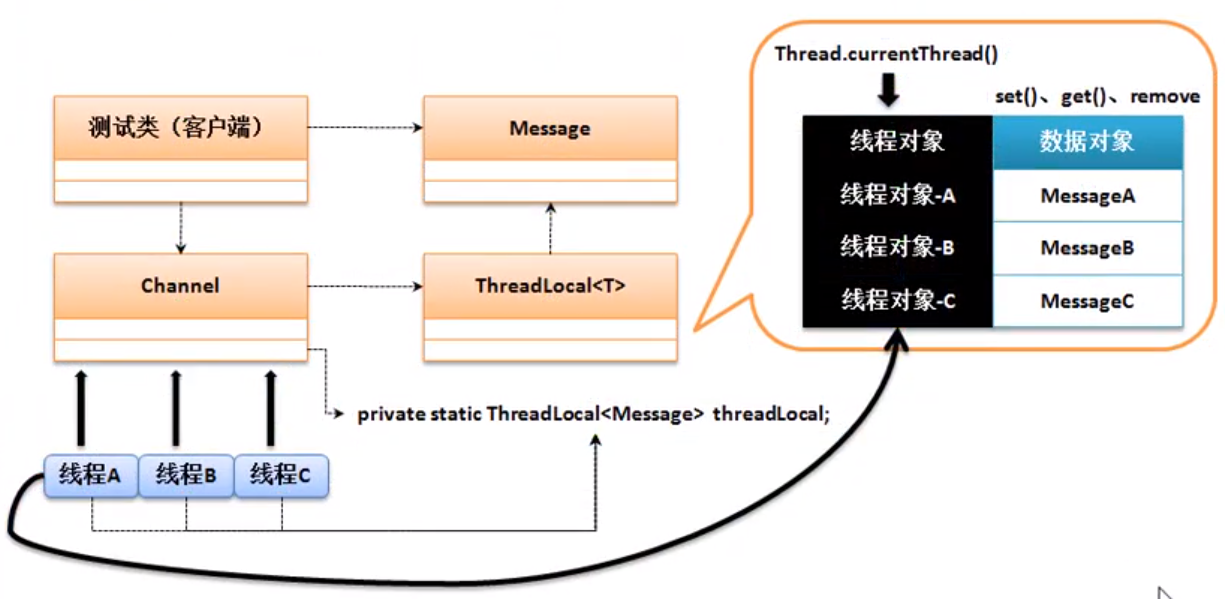 Thread.currentThread()
set()、get()、remove
测试类（客户端）
Message
线程对象
数据对象
线程对象-A
MessageA
线程对象-B
MessageB
Channel
ThreadLocal<T>
线程对象-C
MessageC
private static ThreadLocal<Message> threadLocal;
线程A
线程B
线程C